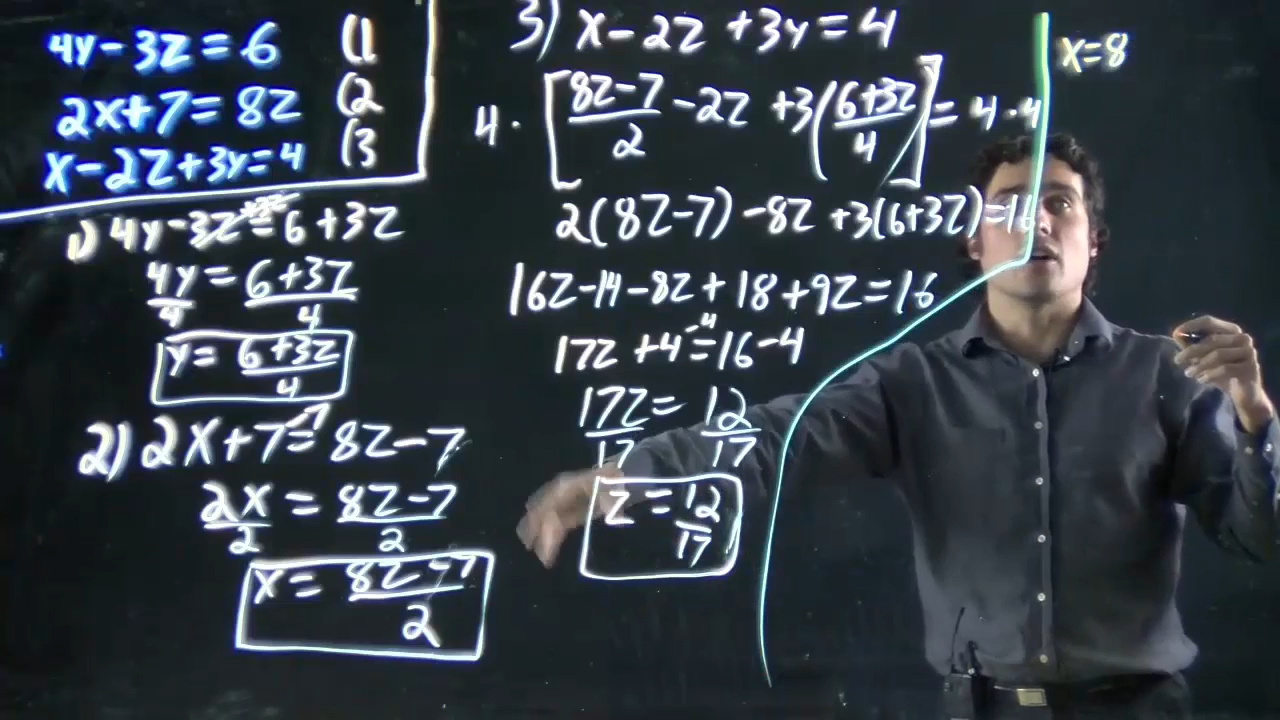 4y-3z=6 (1
2x+7=8z (2
x-2z+3y=4 (3
1) 4y-3z+3z=6+3z
4y/4=6+3z/4
y=6+3z/4
2) 2x+7-7=8z-7
2x/2=8z-7/2
x=8z-7/2
3) x-2z+3y=4
4·[8z-7/2-2z+3(6+3z/4)]=4·4
2(8z-7)-8z+3(6+3z)=16
16z-14-8z+18+9z=16
17z+4-4=16-4
17z/17=12/17
z=12/17
x=8